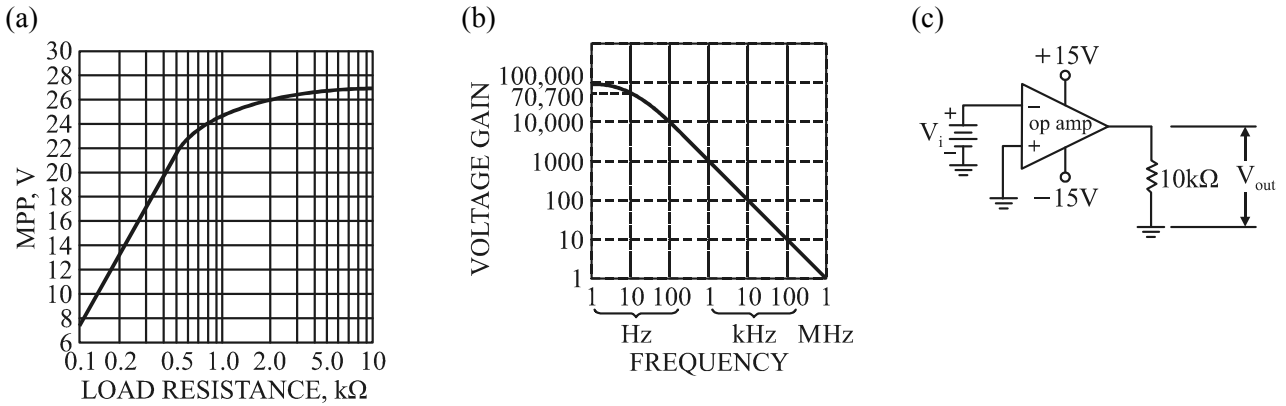 (a)
30
28
26
24
22
20
18
16
14
12
10
8
6
MPP, V
0.1 0.2 0.5 1.0 2.0 5.0 10
LOAD RESISTANCE, kΩ
(b)
VOLTAGE GAIN
100,000
70,700
10,000
1000
100
10
1
1 10 100 1 10 100 1
Hz kHz MHz
FREQUENCY
(c)
+15V
+
Vi
−
−
op amp
+
−15V
10kΩ
Vout